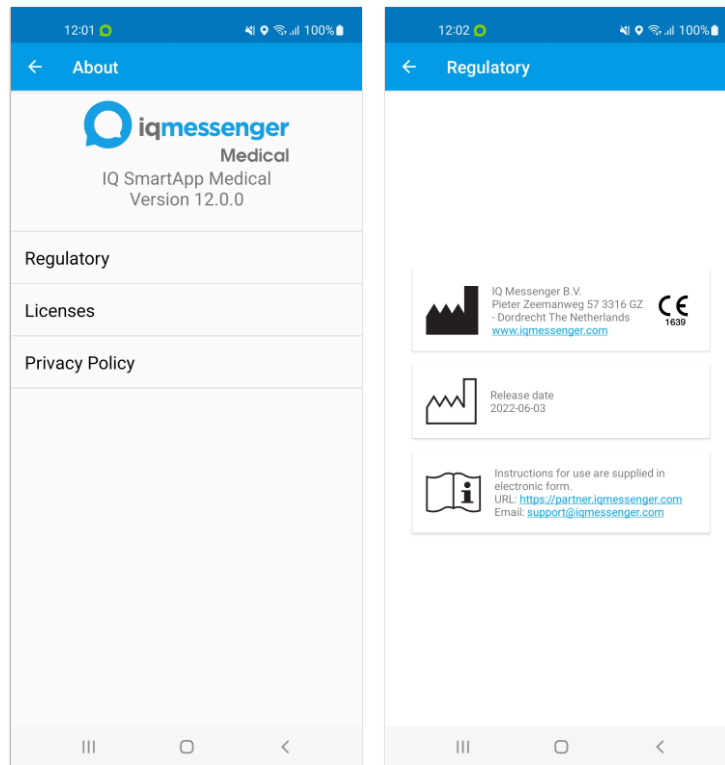 12:01
100%
About
iqmessenger
Medical
IQ SmartApp Medical
Version 12.0.0
Regulatory
Licenses
Privacy Policy
12:02
100%
Regulatory
IQ Messenger B.V.
Pieter Zeemanweg 57 3316 GZ
- Dordrecht The Netherlands
www.iqmessenger.com
CE
1639
Release date
2022-06-03
Instructions for use are supplied in
electronic form.
URL: https://partner.iqmessenger.com
Email: support@iqmessenger.com